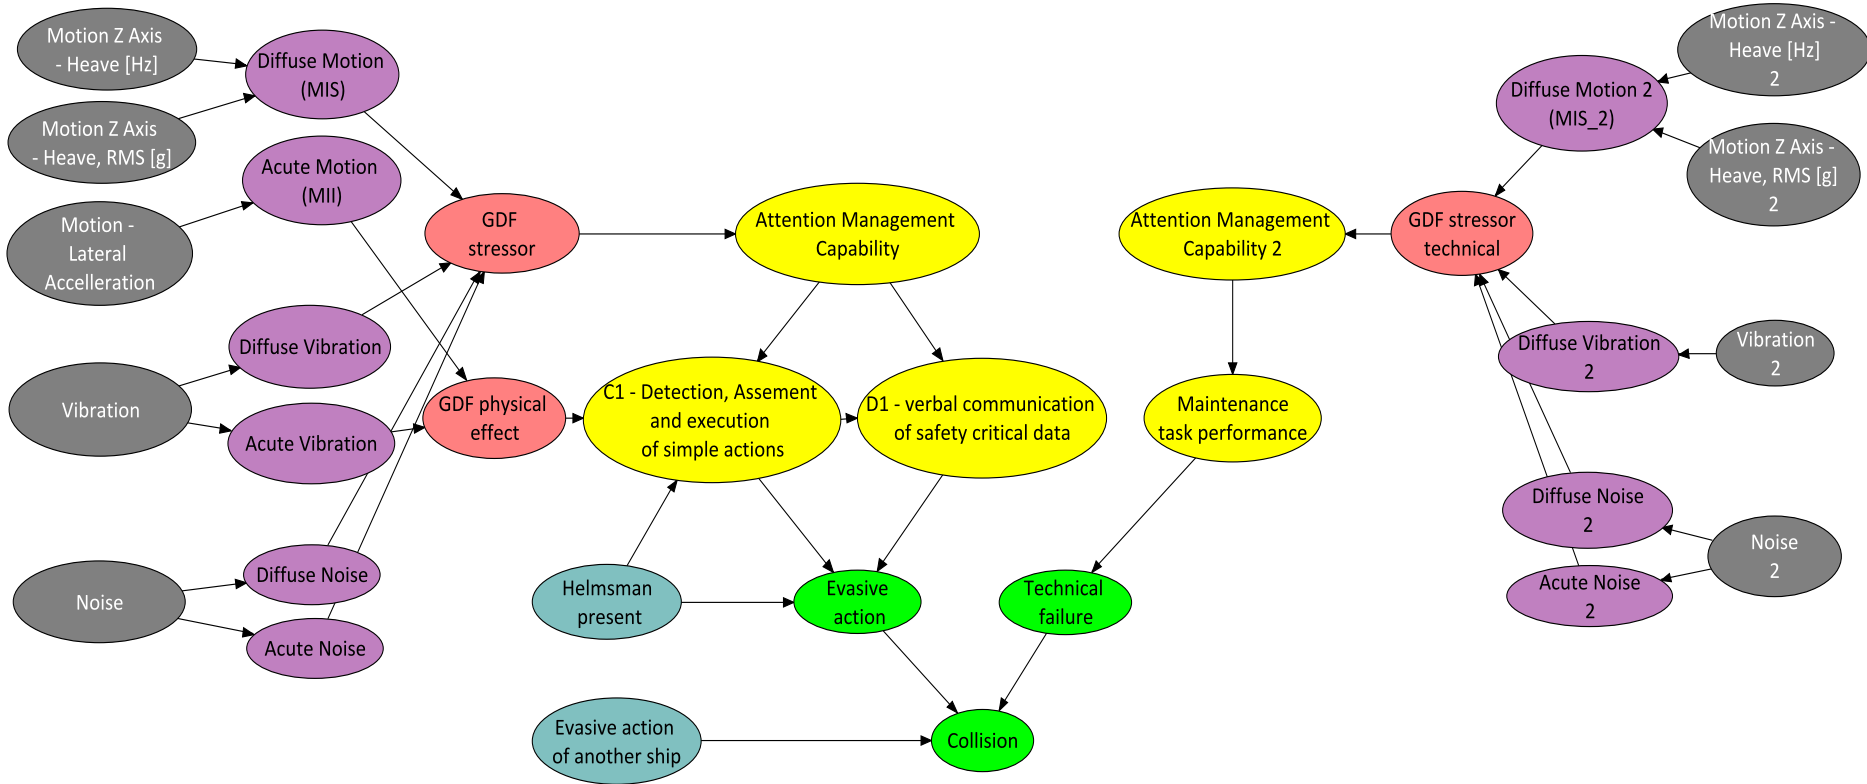 Motion Z Axis
- Heave [Hz]
Motion Z Axis
- Heave, RMS [g]
Motion -
Lateral
Accelleration
Vibration
Noise
Diffuse Motion
(MIS)
Acute Motion
(MII)
Diffuse Vibration
Acute Vibration
Diffuse Noise
Acute Noise
GDF
stressor
GDF physical
effect
Attention Management
Capability
C1 - Detection, Assement
and execution
of simple actions
D1 - verbal communication
of safety critical data
Helmsman
present
Evasive
action
Evasive action
of another ship
Collision
Technical
failure
Attention Management
Capability 2
Maintenance
task performance
GDF stressor
technical
Diffuse Motion 2
(MIS_2)
Diffuse Vibration
2
Diffuse Noise
2
Acute Noise
2
Motion Z Axis -
Heave [Hz]
2
Motion Z Axis -
Heave, RMS [g]
2
Vibration
2
Noise
2